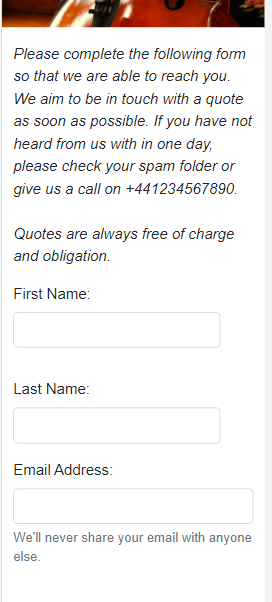 Please complete the following form
so that we are able to reach you.
We aim to be in touch with a quote
as soon as possible. If you have not
heard from us with in one day,
please check your spam folder or
give us a call on +441234567890.
Quotes are always free of charge
and obligation.
First Name:
Last Name:
Email Address:
We'll never share your email with anyone
else.